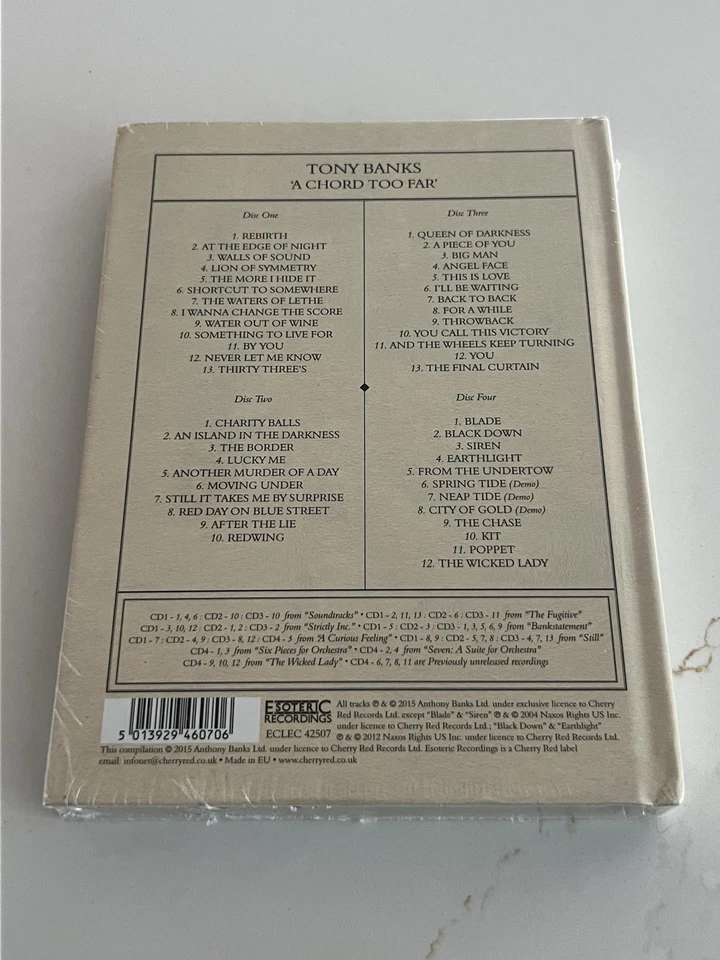 TONY BANKS
'A CHORD TOO FAR'
Disc One
1. REBIRTH
2. AT THE EDGE OF NIGHT
3. WALLS OF SOUND
4. LION OF SYMMETRY
5. THE MORE I HIDE IT
6. SHORTCUT TO SOMEWHERE
7. THE WATERS OF LETHE
8. I WANNA CHANGE THE SCORE
9. WATER OUT OF WINE
10. SOMETHING TO LIVE FOR
11. BY YOU
12. NEVER LET ME KNOW
13. THIRTY THREE'S
Disc Two
1. CHARITY BALLS
2. AN ISLAND IN THE DARKNESS
3. THE BORDER
4. LUCKY ME
5. ANOTHER MURDER OF A DAY
6. MOVING UNDER
7. STILL IT TAKES ME BY SURPRISE
8. RED DAY ON BLUE STREET
9. AFTER THE LIE
10. REDWING
Disc Three
1. QUEEN OF DARKNESS
2. A PIECE OF YOU
3. BIG MAN
4. ANGEL FACE
5. THIS IS LOVE
6. I'LL BE WAITING
7. BACK TO BACK
8. FOR A WHILE
9. THROWBACK
10. YOU CALL THIS VICTORY
11. AND THE WHEELS KEEP TURNING
12. YOU
13. THE FINAL CURTAIN
Disc Four
1. BLADE
2. BLACK DOWN
3. SIREN
4. EARTHLIGHT
5. FROM THE UNDERTOW
6. SPRING TIDE (Demo)
7. NEAP TIDE (Demo)
8. CITY OF GOLD (Demo)
9. THE CHASE
10. KIT
11. POPPET
12. THE WICKED LADY
CD1 - 1, 4, 6 : CD2 - 10 : CD3 - 10 from "Soundtracks" • CD1 - 2, 11, 13 : CD2 - 6 : CD3 - 11 from "The Fugitive"
CD1 - 3, 10, 12 : CD2 - 1, 2 : CD3 - 2 from "Strictly Inc." • CD1 - 5 : CD2 - 3 : CD3 - 1, 3, 5, 6, 9 from "Bankstatement"
CD1 - 7 : CD2 - 4, 9 : CD3 - 8, 12 : CD4 - 5 from "A Curious Feeling" • CD1 - 8, 9 : CD2 - 5, 7, 8 : CD3 - 4, 7, 13 from "Still"
CD4 - 1, 3 from "Six Pieces for Orchestra" • CD4 - 2, 4 from "Seven: A Suite for Orchestra"
CD4 - 9, 10, 12 from "The Wicked Lady" • CD4 - 6, 7, 8, 11 are Previously unreleased recordings
5 013929 460706
ESOTERIC
RECORDINGS
ECLEC 42507
All tracks ℗ & © 2015 Anthony Banks Ltd. under exclusive licence to Cherry
Red Records Ltd. except "Blade" & "Siren" ℗ & © 2004 Naxos Rights US Inc.
under licence to Cherry Red Records Ltd.; "Black Down" & "Earthlight"
℗ & © 2012 Naxos Rights US Inc. under licence to Cherry Red Records Ltd.
This compilation © 2015 Anthony Banks Ltd. under licence to Cherry Red Records Ltd. Esoteric Recordings is a Cherry Red label
email: infonet@cherryred.co.uk • Made in EU • www.cherryred.co.uk